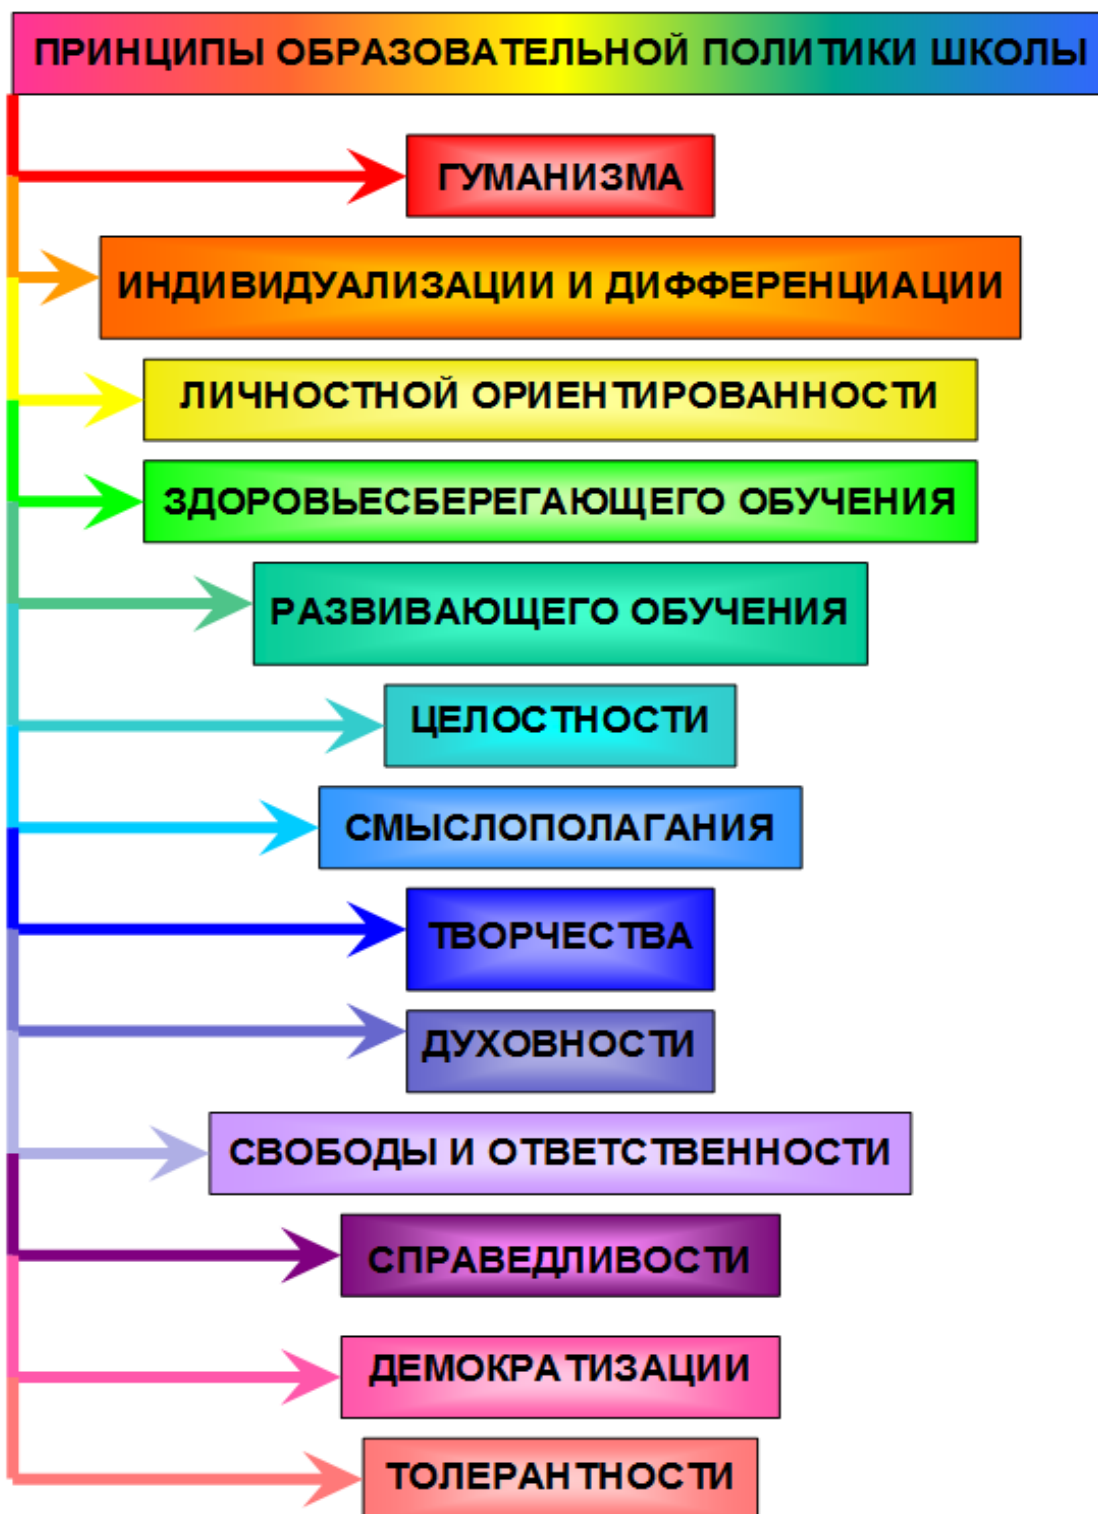 ПРИНЦИПЫ ОБРАЗОВАТЕЛЬНОЙ ПОЛИТИКИ ШКОЛЫ
ГУМАНИЗМА
ИНДИВИДУАЛИЗАЦИИ И ДИФФЕРЕНЦИАЦИИ
ЛИЧНОСТНОЙ ОРИЕНТИРОВАННОСТИ
ЗДОРОВЬЕСБЕРЕГАЮЩЕГО ОБУЧЕНИЯ
РАЗВИВАЮЩЕГО ОБУЧЕНИЯ
ЦЕЛОСТНОСТИ
СМЫСЛОПОЛАГАНИЯ
ТВОРЧЕСТВА
ДУХОВНОСТИ
СВОБОДЫ И ОТВЕТСТВЕННОСТИ
СПРАВЕДЛИВОСТИ
ДЕМОКРАТИЗАЦИИ
ТОЛЕРАНТНОСТИ